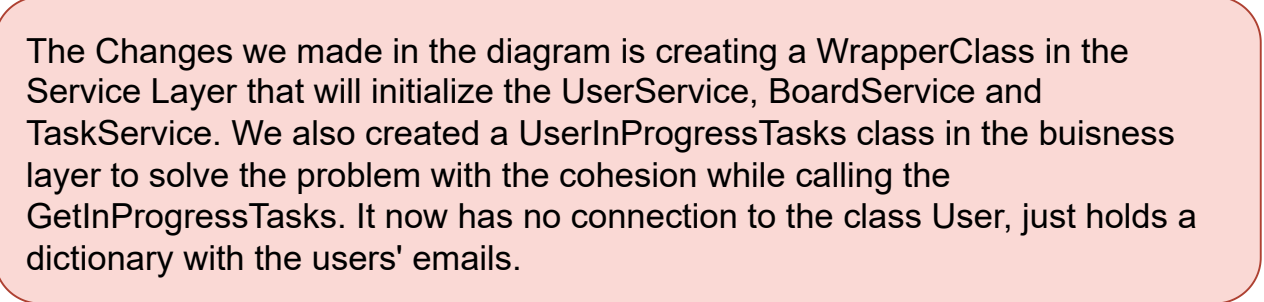 The Changes we made in the diagram is creating a WrapperClass in the
Service Layer that will initialize the UserService, BoardService and
TaskService. We also created a UserInProgressTasks class in the buisness
layer to solve the problem with the cohesion while calling the
GetInProgressTasks. It now has no connection to the class User, just holds a
dictionary with the users' emails.